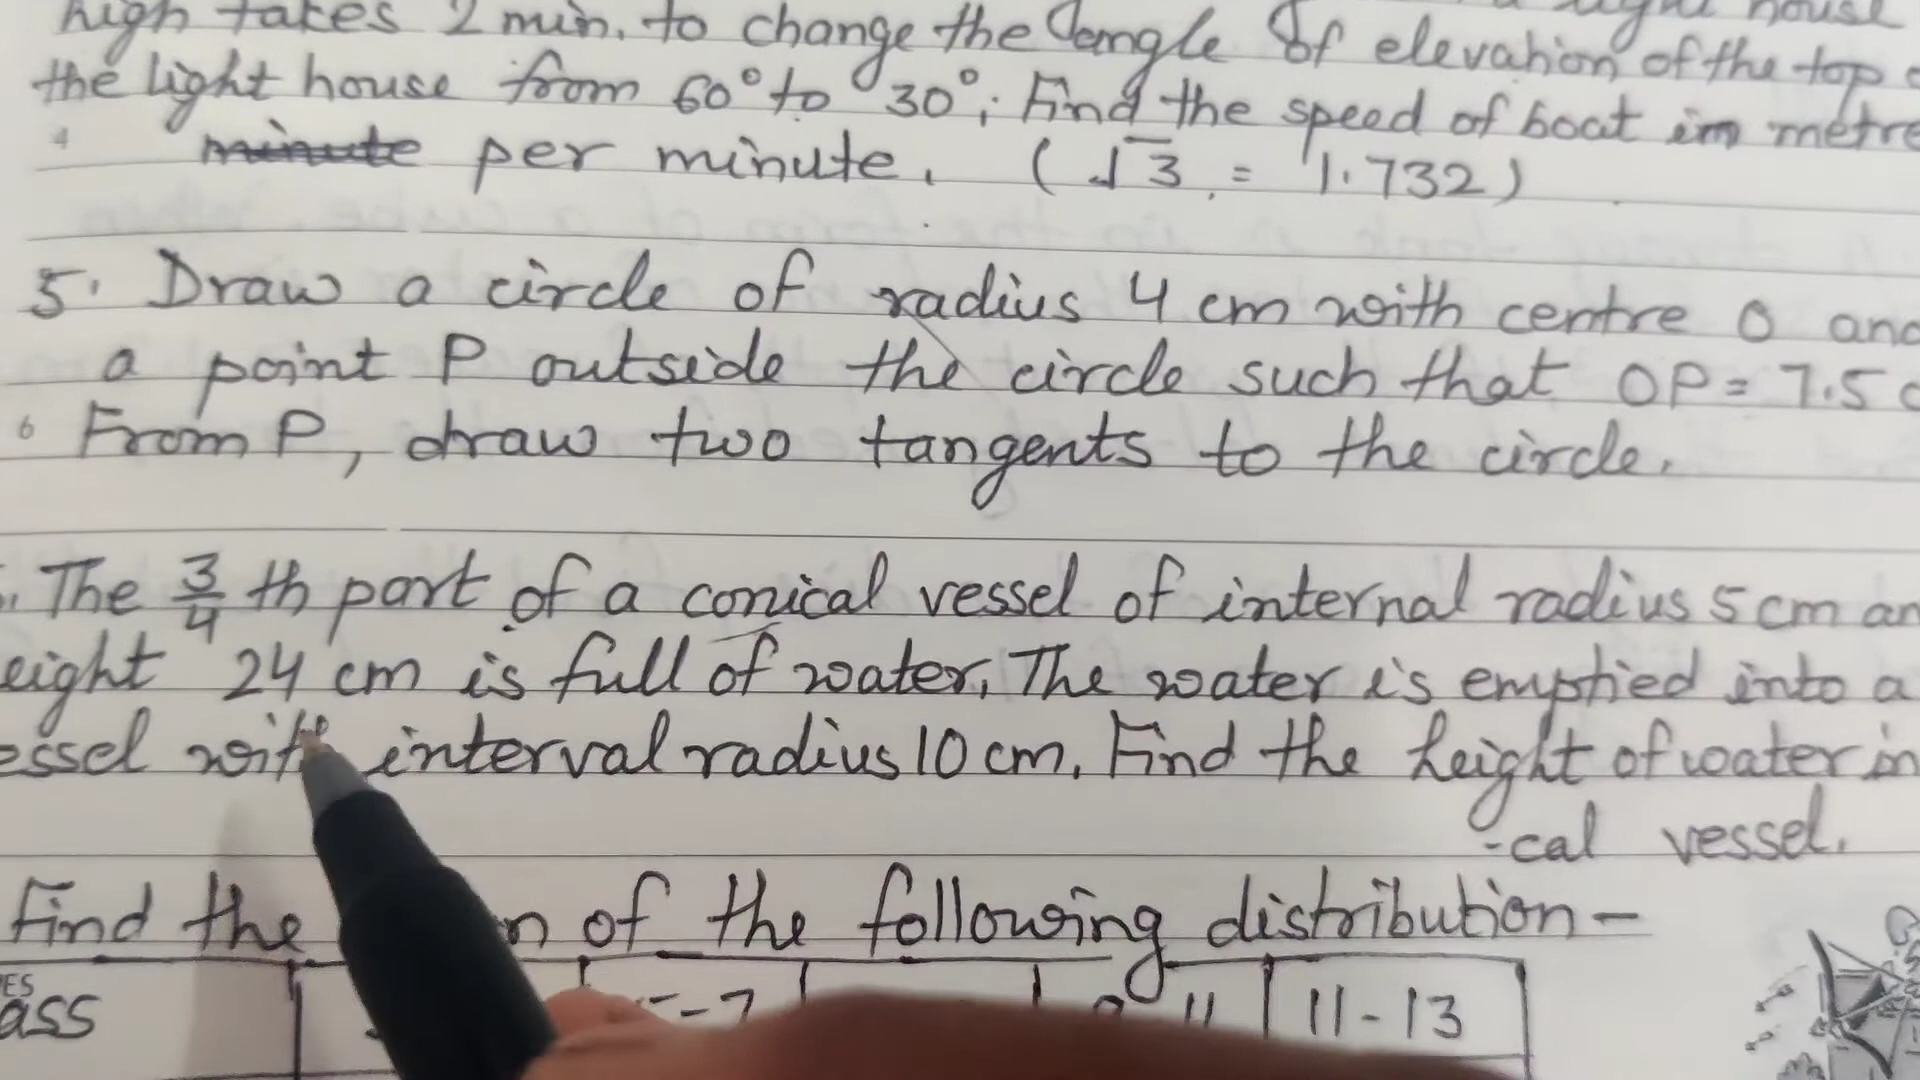 high takes 2 min. to change the angle of elevation of the top
the light house from 60° to 30°. Find the speed of boat in metre
minute per minute. (√3 = 1.732)
5. Draw a circle of radius 4 cm with centre O and
a point P outside the circle such that OP = 7.5
From P, draw two tangents to the circle.
The 3/4 th part of a conical vessel of internal radius 5 cm an
eight 24 cm is full of water. The water is emptied into a
essel with interval radius 10 cm. Find the height of water in
-cal vessel.
Find the of the following distribution -
ass -7 11 11-13